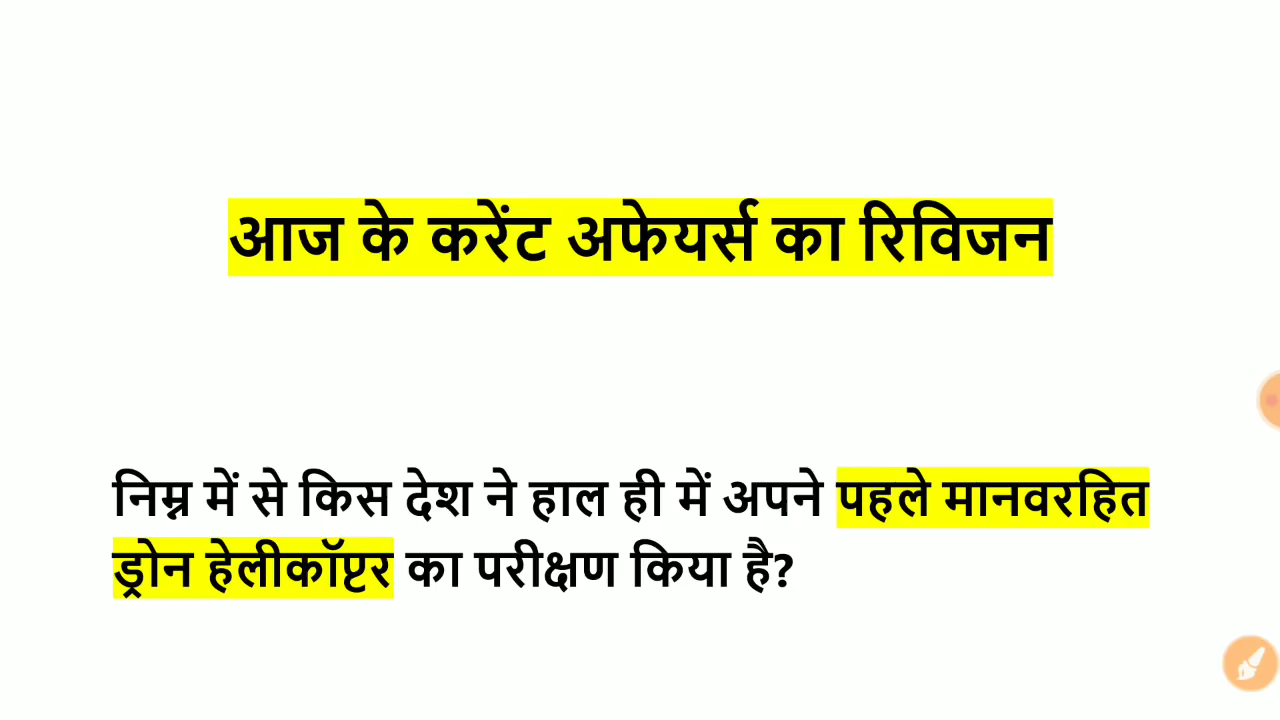 आज के करेंट अफेयर्स का रिविजन
निम्न में से किस देश ने हाल ही में अपने पहले मानवरहित
ड्रोन हेलीकॉप्टर का परीक्षण किया है?